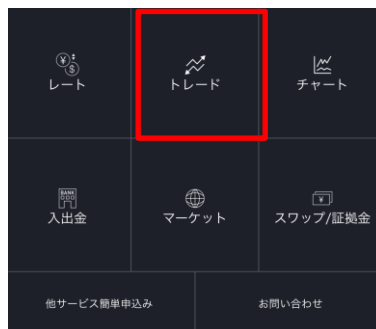 レート
トレード
チャート
BANK
入出金
マーケット
スワップ/証拠金
他サービス簡単申込み
お問い合わせ